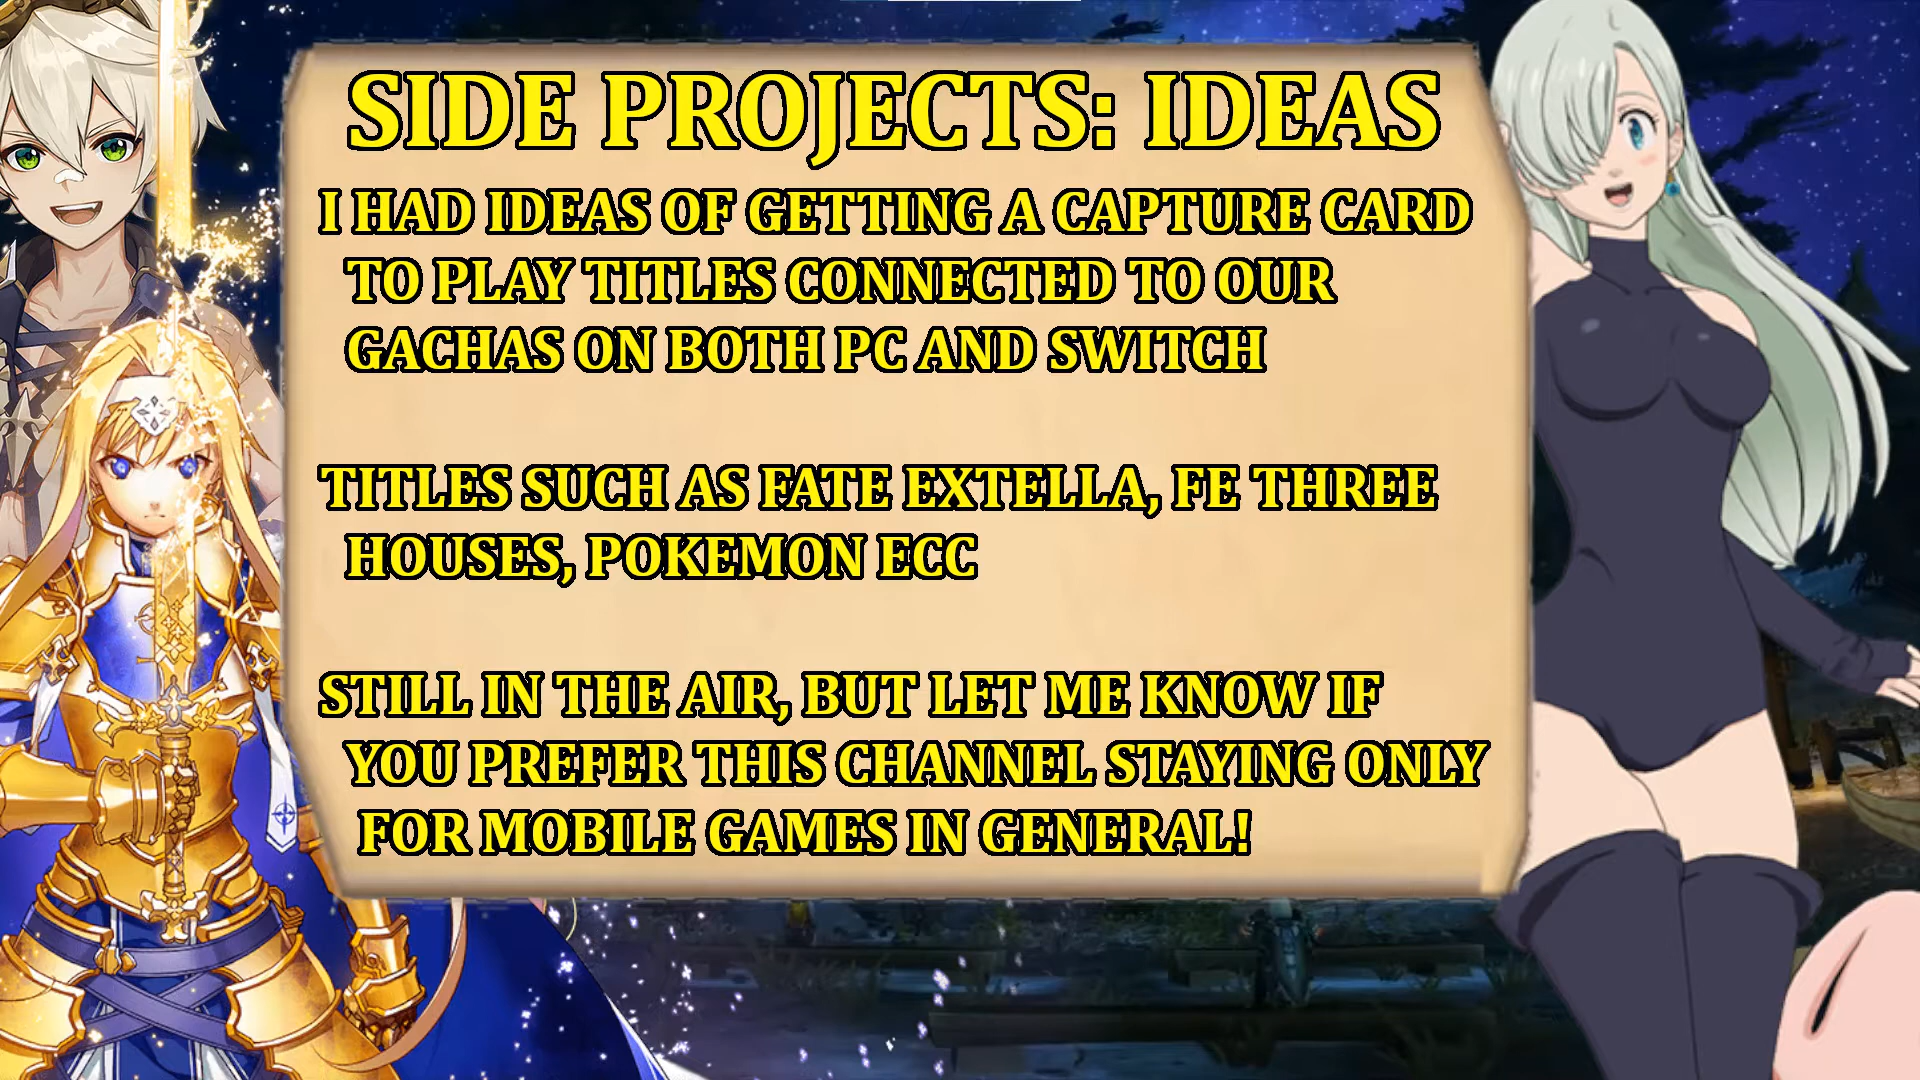 SIDE PROJECTS: IDEAS
I HAD IDEAS OF GETTING A CAPTURE CARD
TO PLAY TITLES CONNECTED TO OUR
GACHAS ON BOTH PC AND SWITCH
TITLES SUCH AS FATE EXTELLA, FE THREE
HOUSES, POKEMON ECC
STILL IN THE AIR, BUT LET ME KNOW IF
YOU PREFER THIS CHANNEL STAYING ONLY
FOR MOBILE GAMES IN GENERAL!